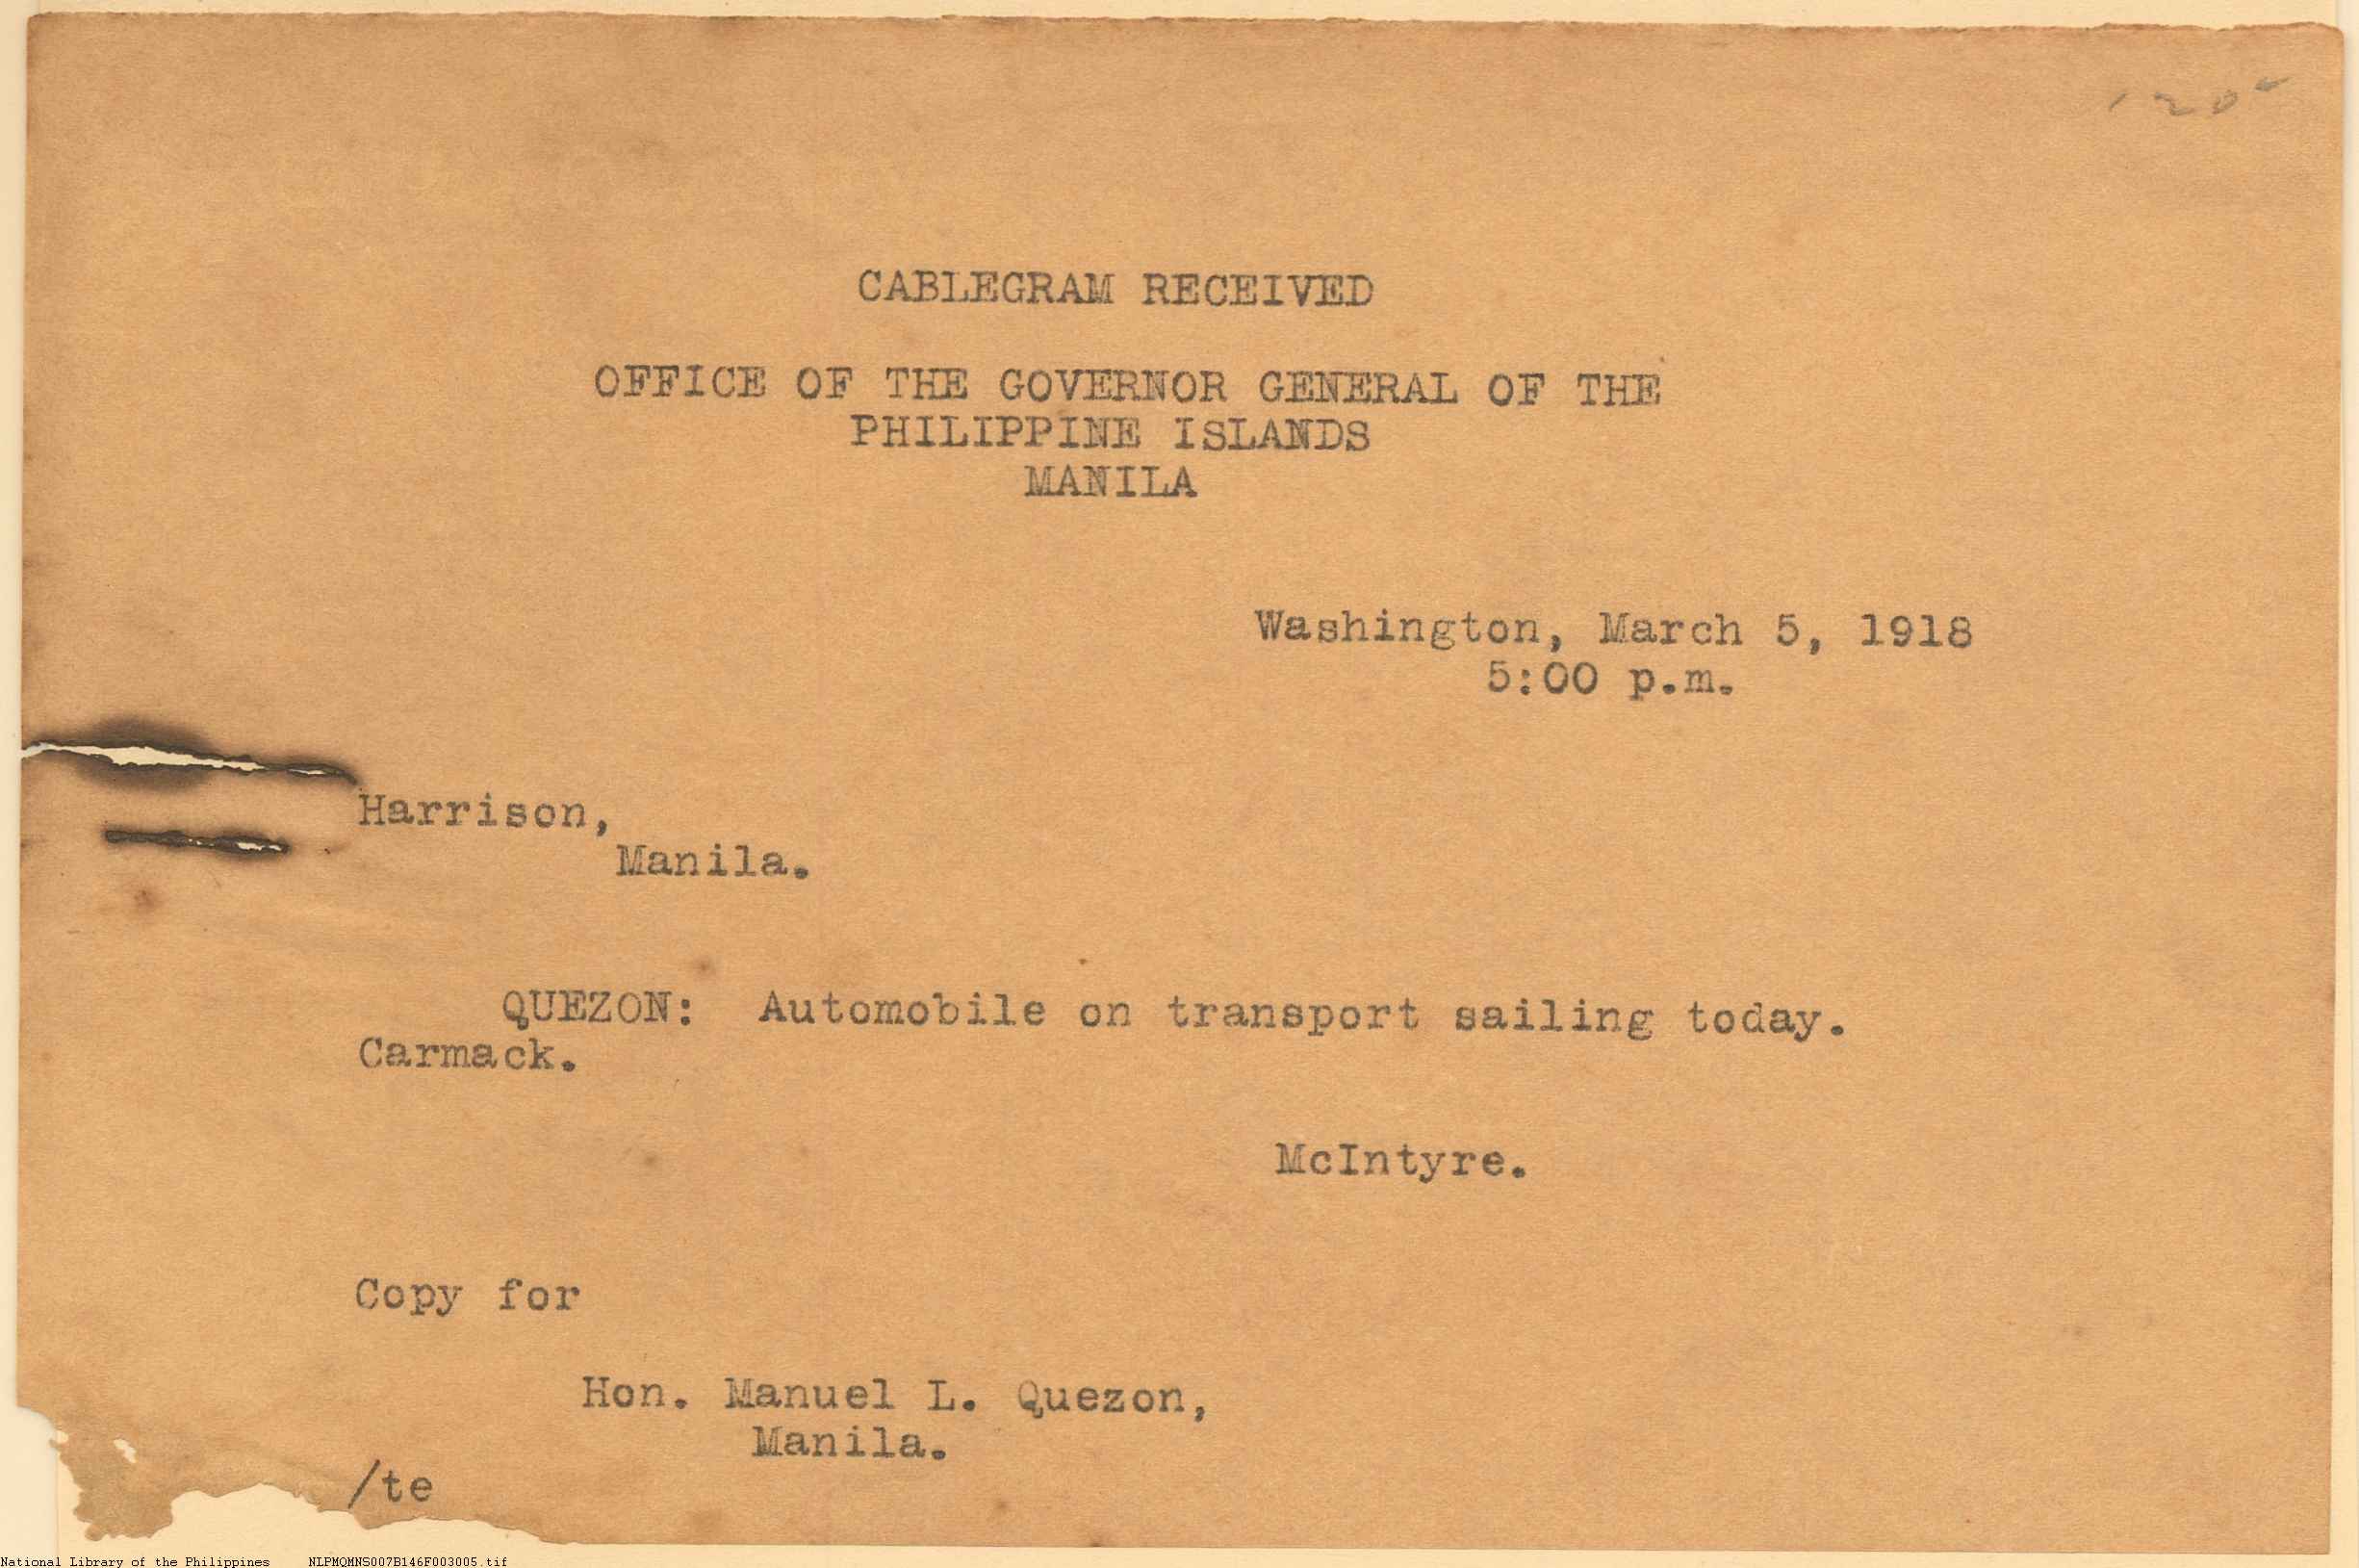 CABLEGRAM RECEIVED
OFFICE OF THE GOVERNOR GENERAL OF THE
PHILIPPINE ISLANDS
MANILA
Washington, March 5, 1918
5:00 p.m.
Harrison,
Manila.
QUEZON: Automobile on transport sailing today.
Carmack.
McIntyre.
Copy for
Hon. Manuel L. Quezon,
Manila.
/te
National Library of the Philippines NLPMQMNS007B146F003005.tif